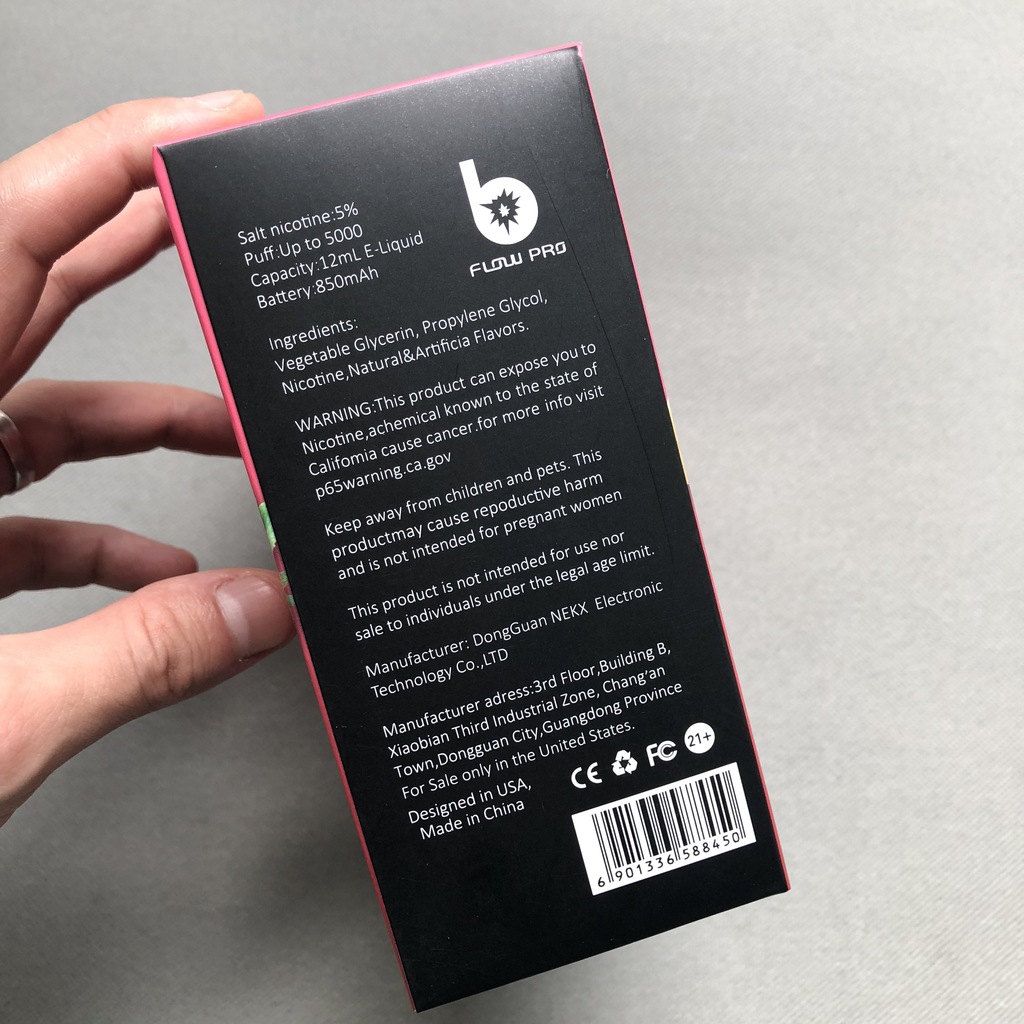 b
FLOW PRO
Salt nicotine:5%
Puff:Up to 5000
Capacity:12mL E-Liquid
Battery:850mAh
Ingredients:
Vegetable Glycerin, Propylene Glycol,
Nicotine,Natural&Artificia Flavors.
WARNING:This product can expose you to
Nicotine,achemical known to the state of
Califomia cause cancer.for more info visit
p65warning.ca.gov
Keep away from children and pets. This
productmay cause repoductive harm
and is not intended for pregnant women
This product is not intended for use nor
sale to individuals under the legal age limit.
Manufacturer: DongGuan NEKX Electronic
Technology Co.,LTD
Manufacturer adress:3rd Floor,Building B,
Xiaobian Third Industrial Zone, Chang'an
Town,Dongguan City,Guangdong Province
For Sale only in the United States.
Designed in USA,
Made in China
CE FC 21+
6 901336 588450